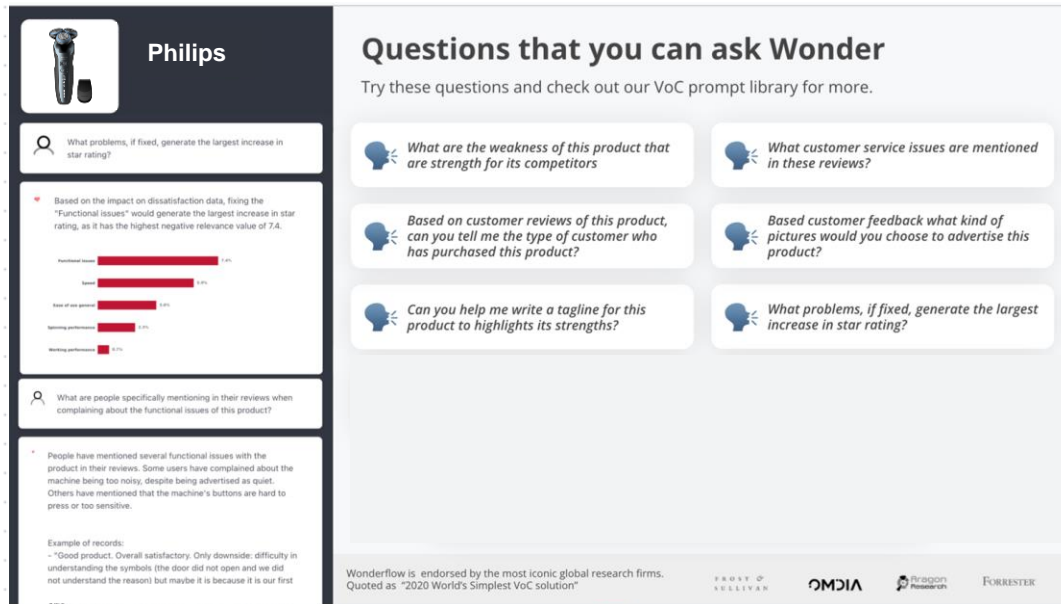 Philips
What problems, if fixed, generate the largest increase in
star rating?
Based on the impact on dissatisfaction data, fixing the
"Functional issues" would generate the largest increase in star
rating, as it has the highest negative relevance value of 7.4.
Functional issues
Speed
Ease of use general
Spinning performance
Working performance
What are people specifically mentioning in their reviews when
complaining about the functional issues of this product?
People have mentioned several functional issues with the
product in their reviews. Some users have complained about the
machine being too noisy, despite being advertised as quiet.
Others have mentioned that the machine's buttons are hard to
press or too sensitive.
Example of records:
- "Good product. Overall satisfactory. Only downside: difficulty in
understanding the symbols (the door did not open and we did
not understand the reason) but maybe it is because it is our first
Questions that you can ask Wonder
Try these questions and check out our VoC prompt library for more.
What are the weakness of this product that
are strength for its competitors
What customer service issues are mentioned
in these reviews?
Based on customer reviews of this product,
can you tell me the type of customer who
has purchased this product?
Based customer feedback what kind of
pictures would you choose to advertise this
product?
Can you help me write a tagline for this
product to highlights its strengths?
What problems, if fixed, generate the largest
increase in star rating?
Wonderflow is endorsed by the most iconic global research firms.
Quoted as "2020 World's Simplest VoC solution"
FROST &
SULLIVAN
OMDIA
Aragon
Research
FORRESTER